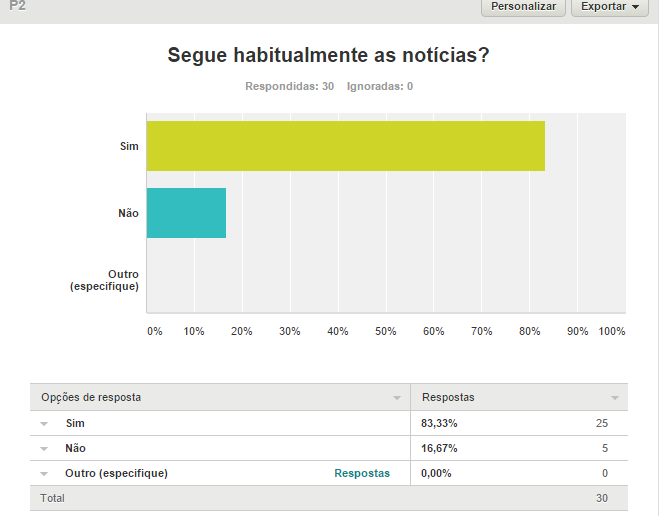 P2
Personalizar
Exportar
Segue habitualmente as notícias?
Respondidas: 30 Ignoradas: 0
Sim
Não
Outro
(especifique)
0% 10% 20% 30% 40% 50% 60% 70% 80% 90% 100%
Opções de resposta Respostas
Sim 83,33% 25
Não 16,67% 5
Outro (especifique) Respostas 0,00% 0
Total 30